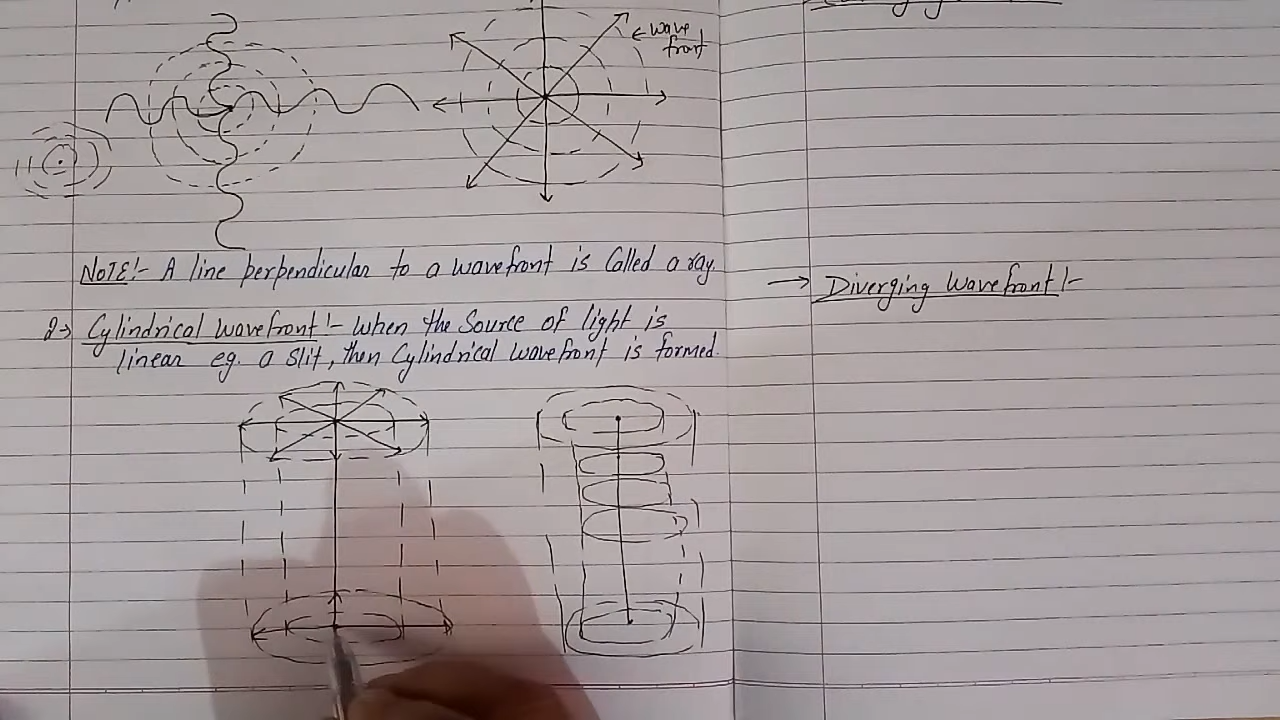 ← wave
front
NOTE!- A line perpendicular to a wavefront is Called a ray.
2→ Cylindrical wavefront!- When the Source of light is
linear eg. a Slit, then Cylindrical wavefront is formed.
→ Diverging Wavefront!-